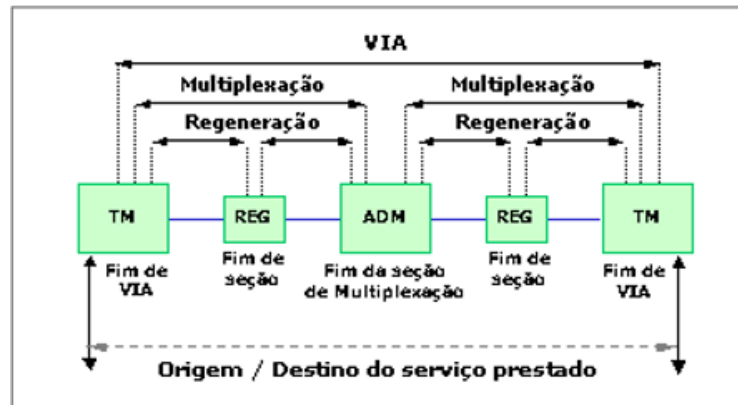 VIA
Multiplexação Multiplexação
Regeneração Regeneração
TM REG ADM REG TM
Fim de VIA
Fim de seção
Fim da seção de Multiplexação
Fim de seção
Fim de VIA
Origem / Destino do serviço prestado